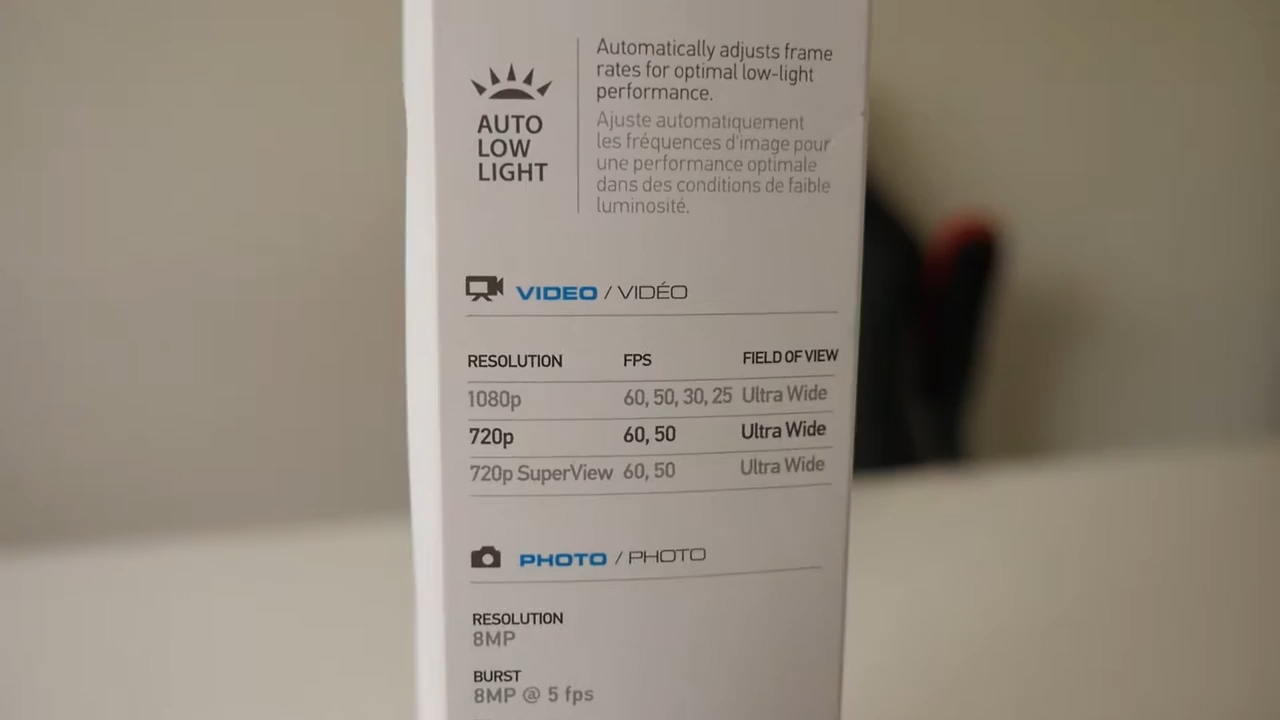 Automatically adjusts frame
rates for optimal low-light
performance.
AUTO
LOW
LIGHT
Ajuste automatiquement
les fréquences d'image pour
une performance optimale
dans des conditions de faible
luminosité.
VIDEO / VIDÉO
RESOLUTION FPS FIELD OF VIEW
1080p 60, 50, 30, 25 Ultra Wide
720p 60, 50 Ultra Wide
720p SuperView 60, 50 Ultra Wide
PHOTO / PHOTO
RESOLUTION
8MP
BURST
8MP @ 5 fps